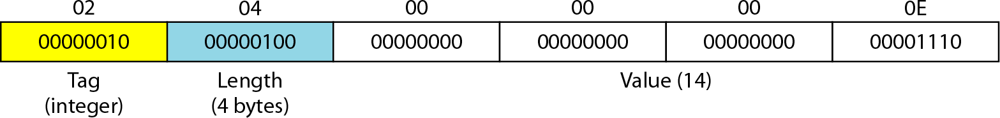 02 04 00 00 00 0E
00000010 00000100 00000000 00000000 00000000 00001110
Tag Length Value (14)
(integer) (4 bytes)